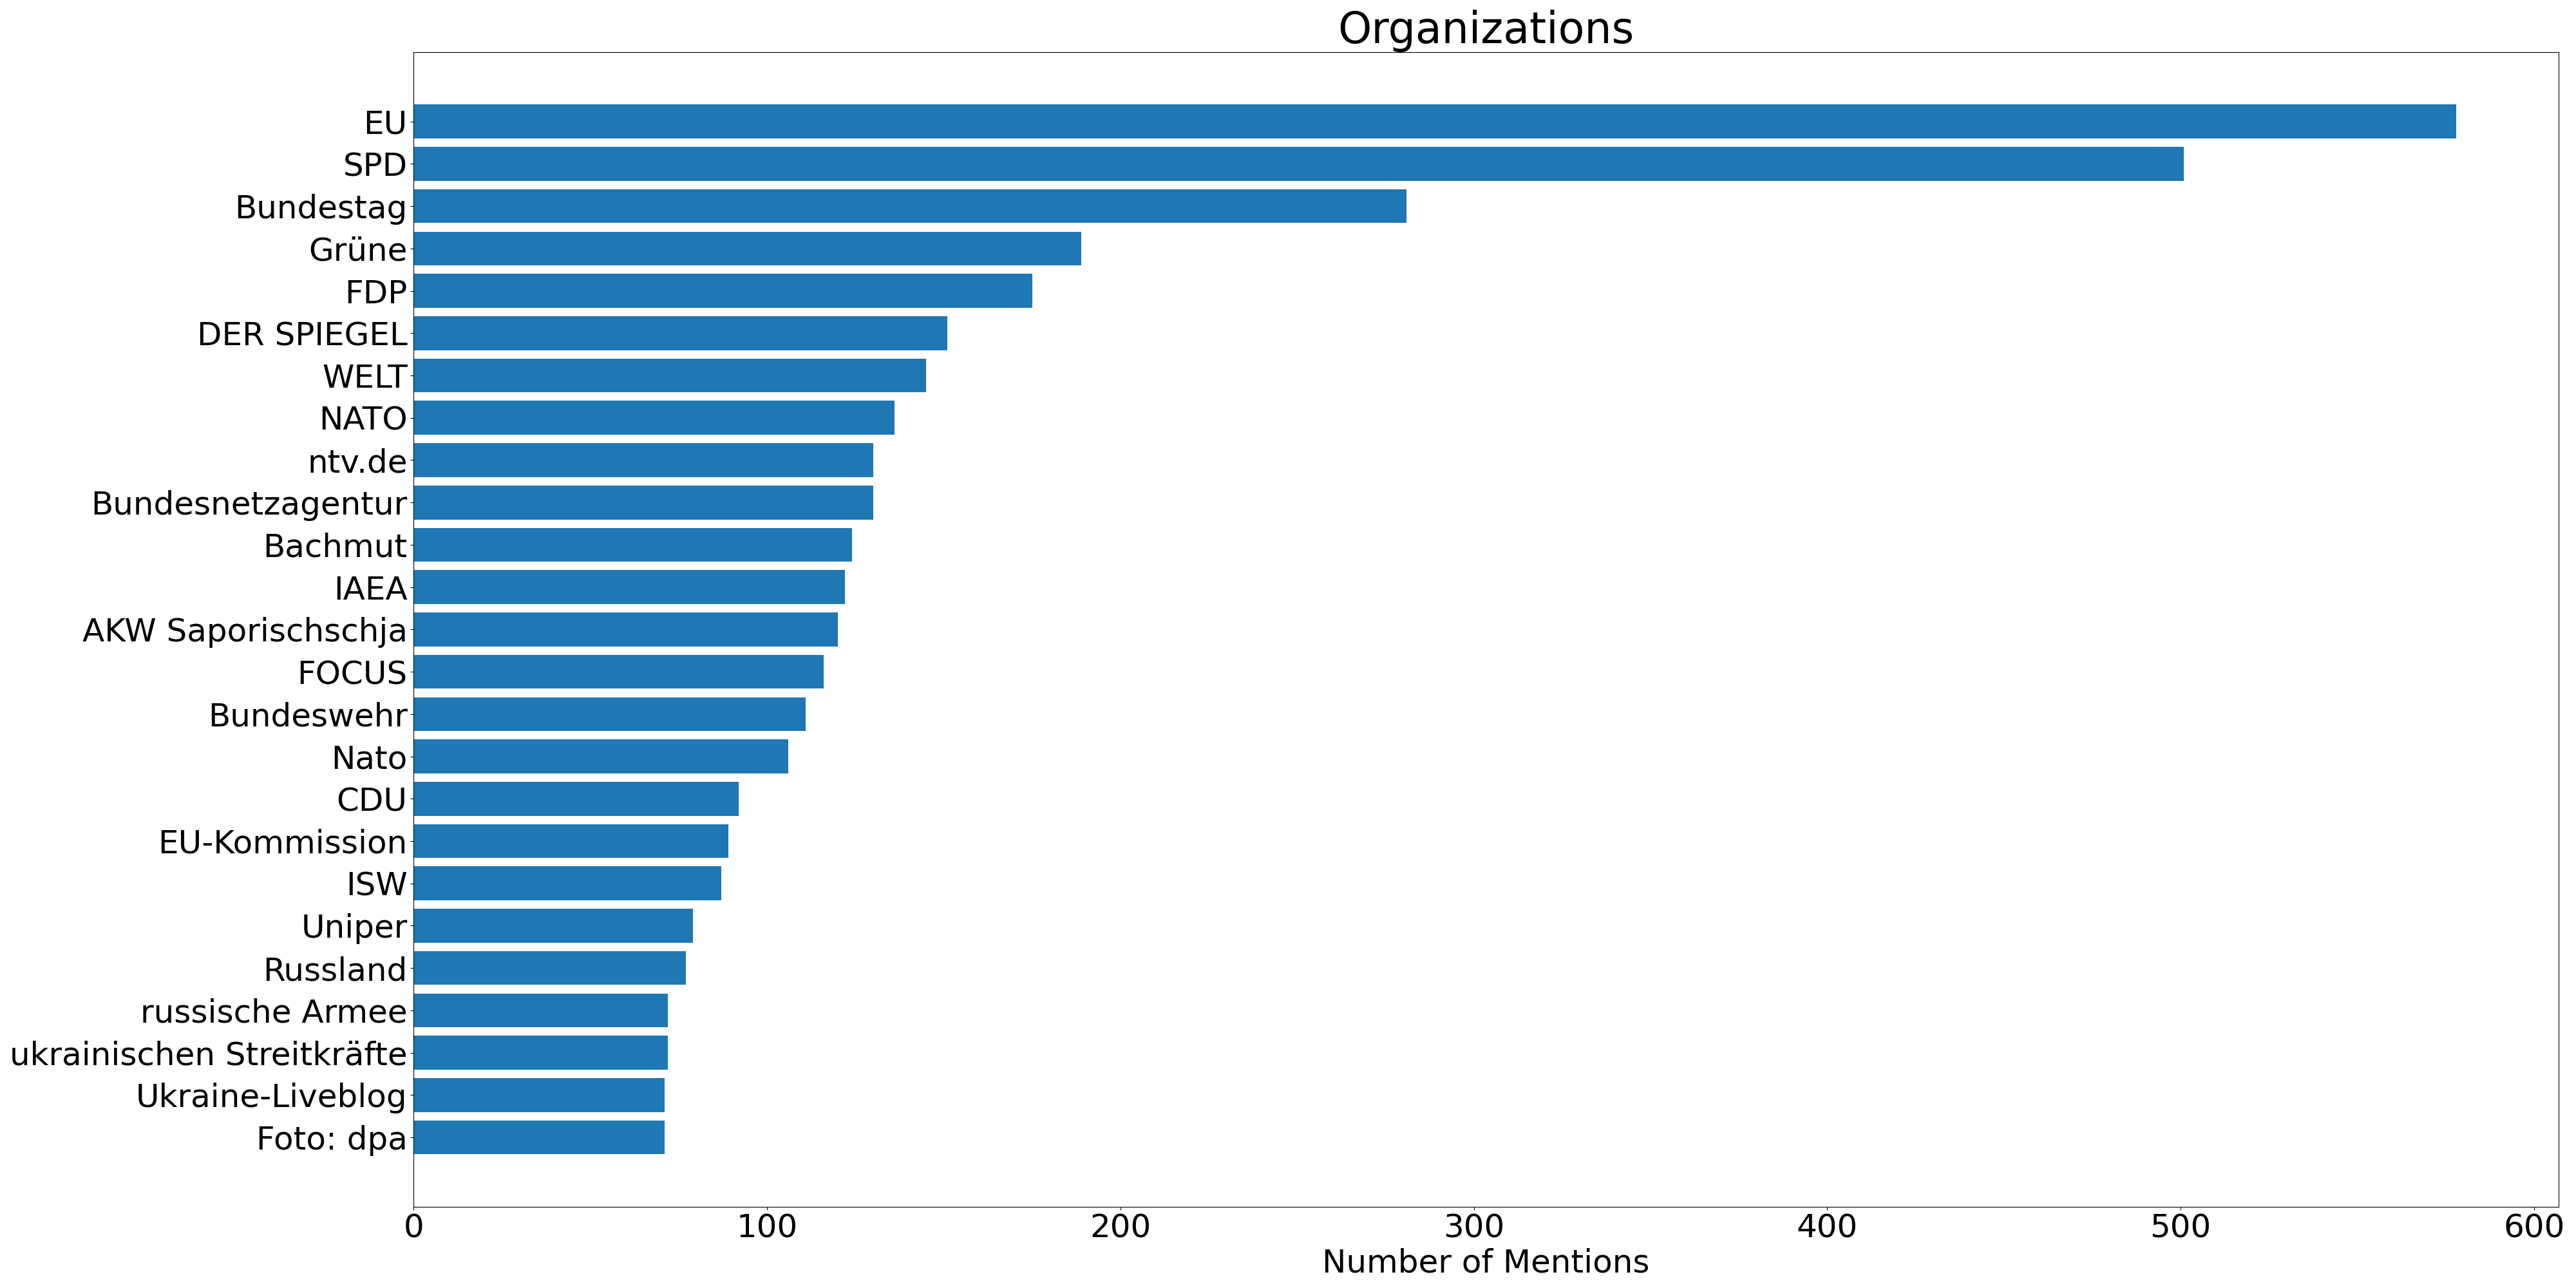 Organizations
EU
SPD
Bundestag
Grüne
FDP
DER SPIEGEL
WELT
NATO
ntv.de
Bundesnetzagentur
Bachmut
IAEA
AKW Saporischschja
FOCUS
Bundeswehr
Nato
CDU
EU-Kommission
ISW
Uniper
Russland
russische Armee
ukrainischen Streitkräfte
Ukraine-Liveblog
Foto: dpa
0 100 200 300 400 500 600
Number of Mentions